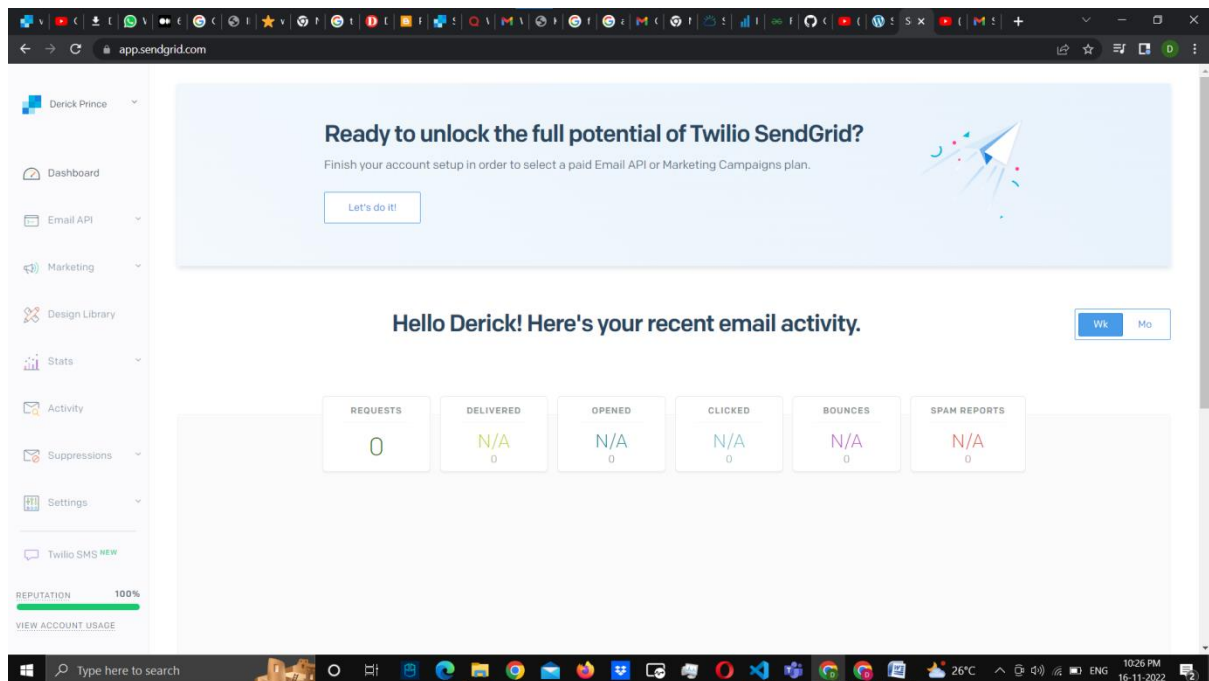 app.sendgrid.com
Derick Prince
Dashboard
Email API
Marketing
Design Library
Stats
Activity
Suppressions
Settings
Twilio SMS NEW
REPUTATION 100%
VIEW ACCOUNT USAGE
Ready to unlock the full potential of Twilio SendGrid?
Finish your account setup in order to select a paid Email API or Marketing Campaigns plan.
Let's do it!
Hello Derick! Here's your recent email activity.
Wk Mo
REQUESTS DELIVERED OPENED CLICKED BOUNCES SPAM REPORTS
0 N/A N/A N/A N/A N/A
0 0 0 0 0
Type here to search
26°C ENG 10:26 PM
16-11-2022
2